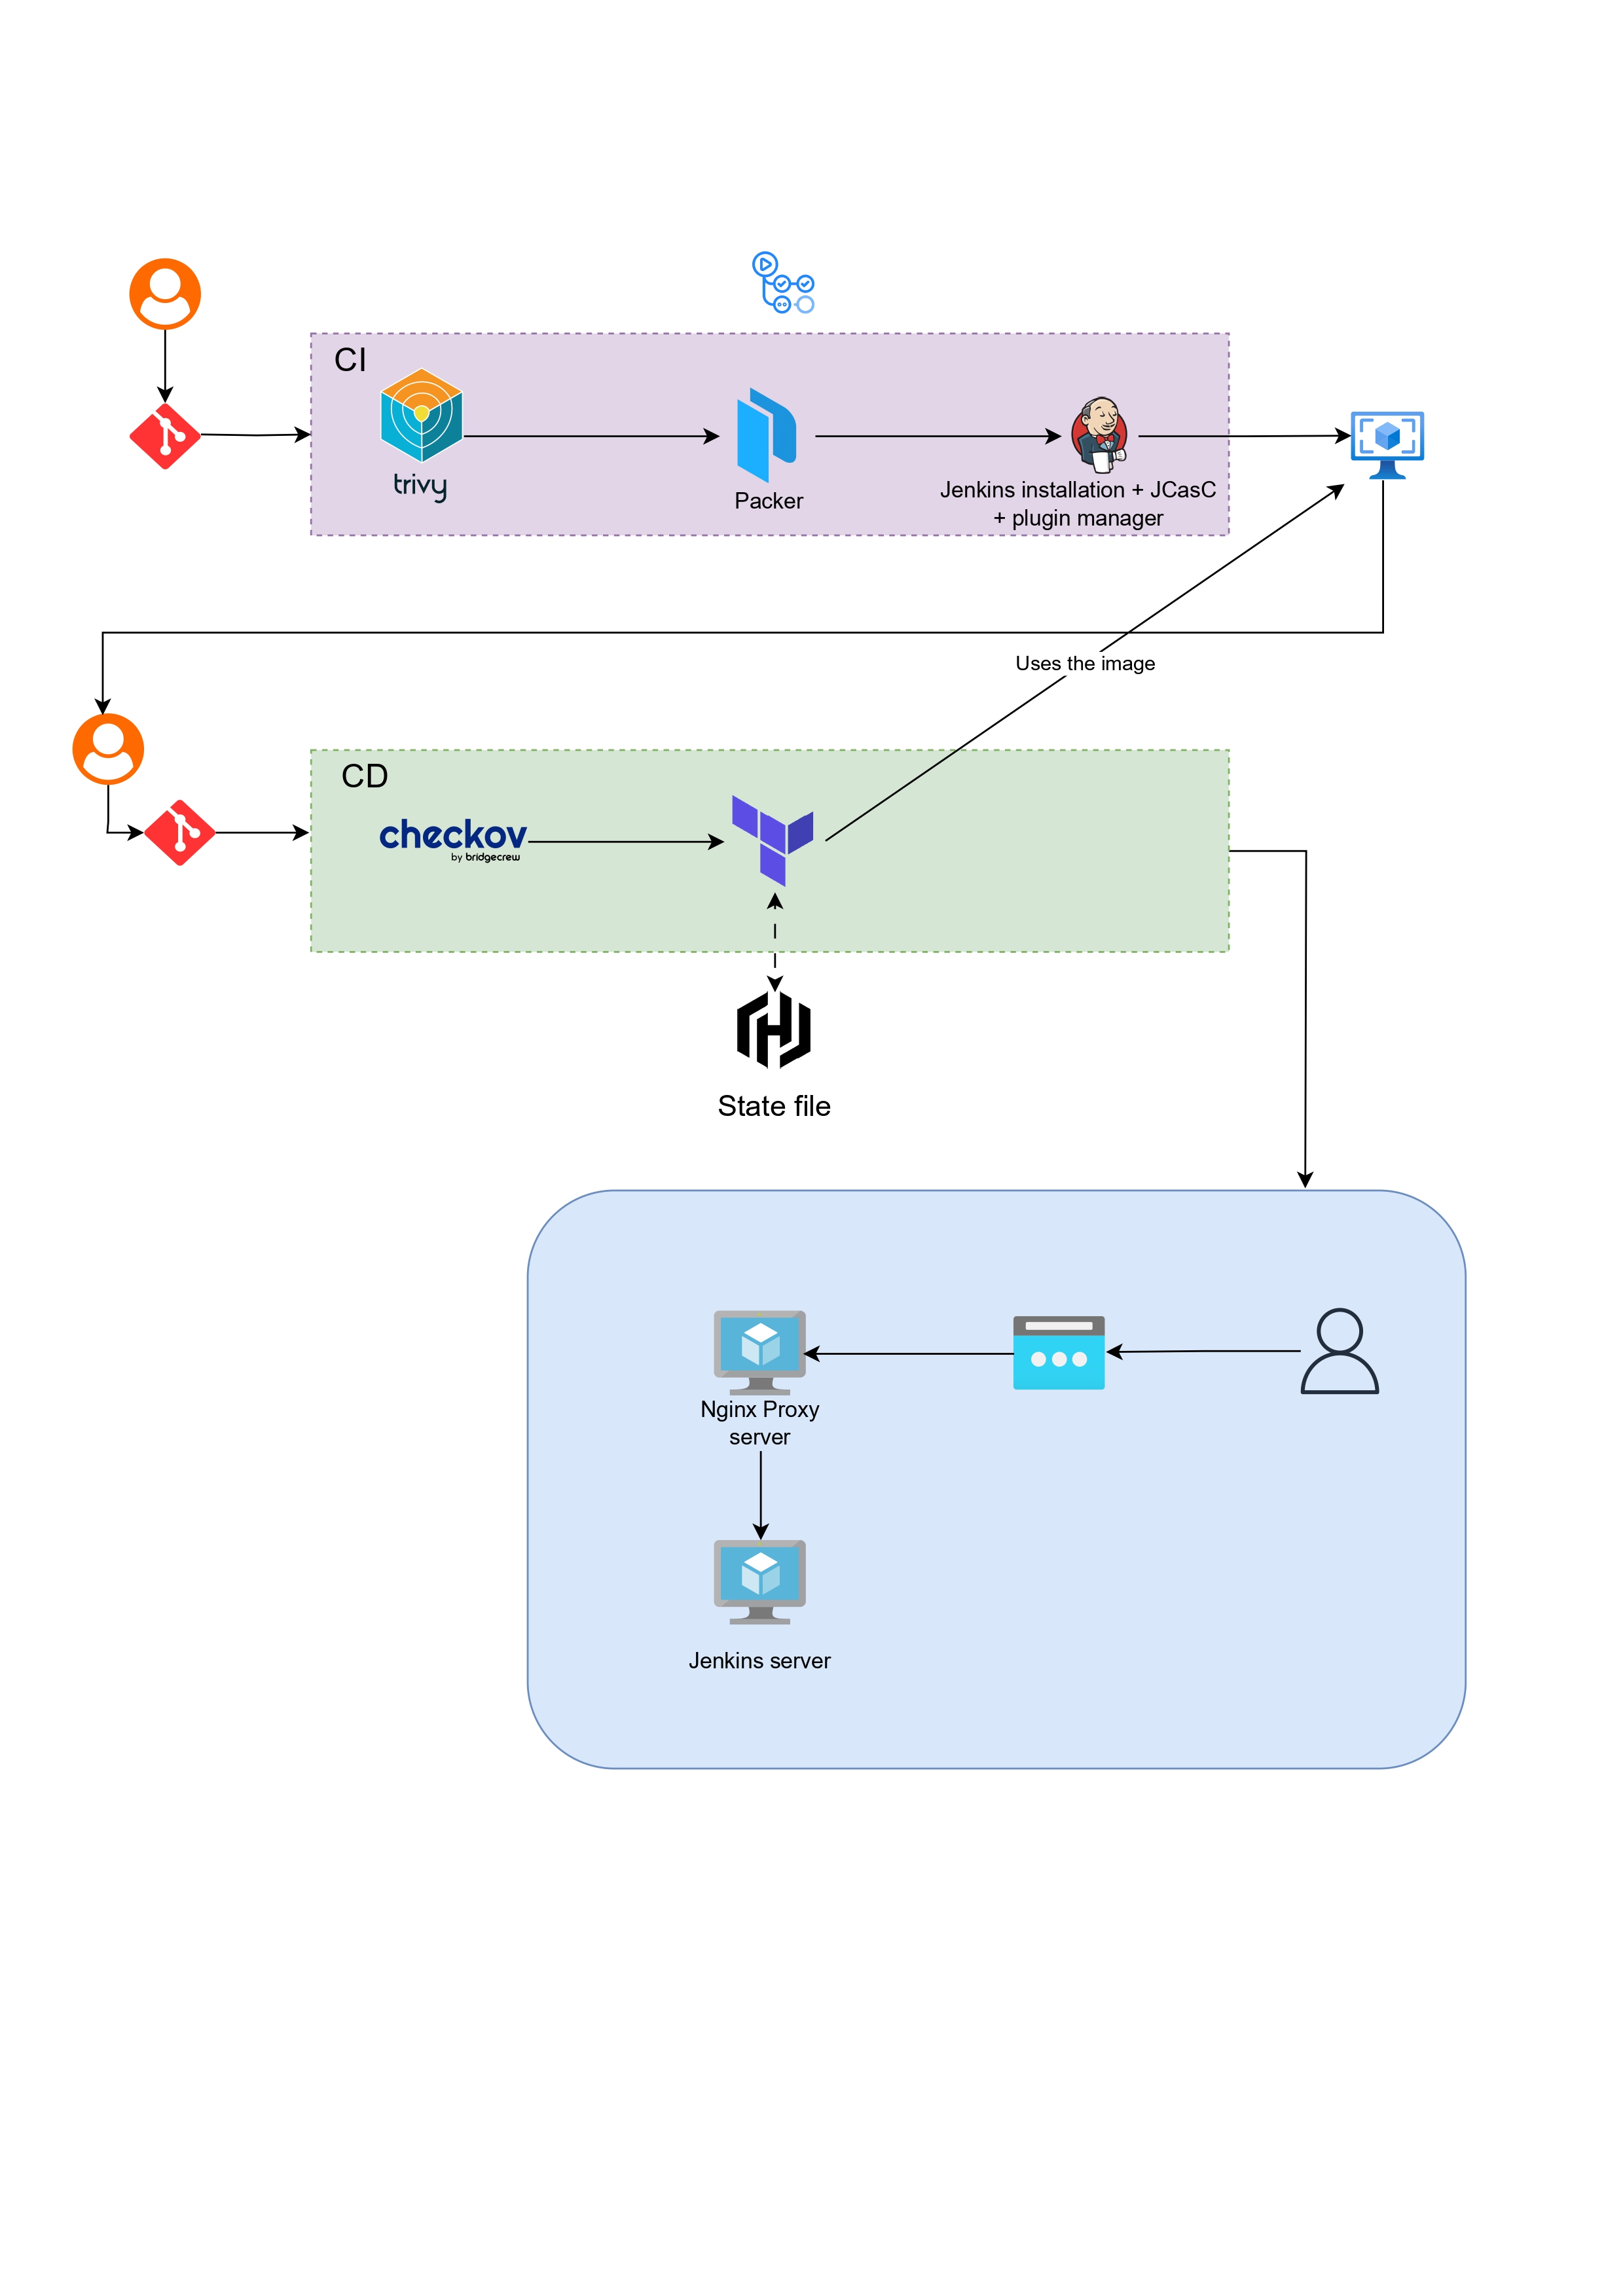 CI
trivy
Packer
Jenkins installation + JCasC
+ plugin manager
Uses the image
CD
checkov
by bridgecrew
State file
Nginx Proxy
server
Jenkins server